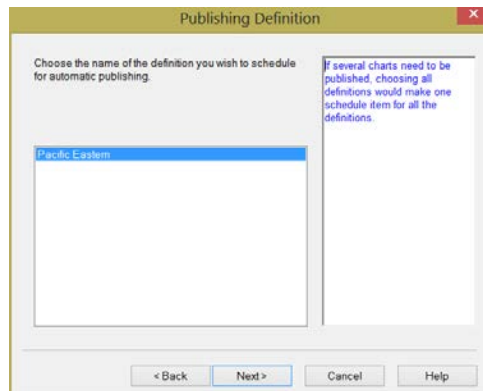 Publishing Definition
Choose the name of the definition you wish to schedule
for automatic publishing.
If several charts need to be
published, choosing all
definitions would make one
schedule item for all the
definitions.
Pacific Eastern
< Back
Next >
Cancel
Help